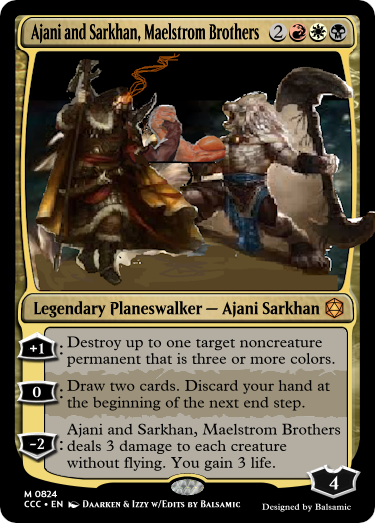 Ajani and Sarkhan, Maelstrom Brothers 2
Legendary Planeswalker — Ajani Sarkhan
+1 : Destroy up to one target noncreature
permanent that is three or more colors.
0 : Draw two cards. Discard your hand at
the beginning of the next end step.
Ajani and Sarkhan, Maelstrom Brothers
-2 : deals 3 damage to each creature
without flying. You gain 3 life.
4
M 0824
CCC • EN Daarken & Izzy w/Edits by Balsamic
Designed by Balsamic